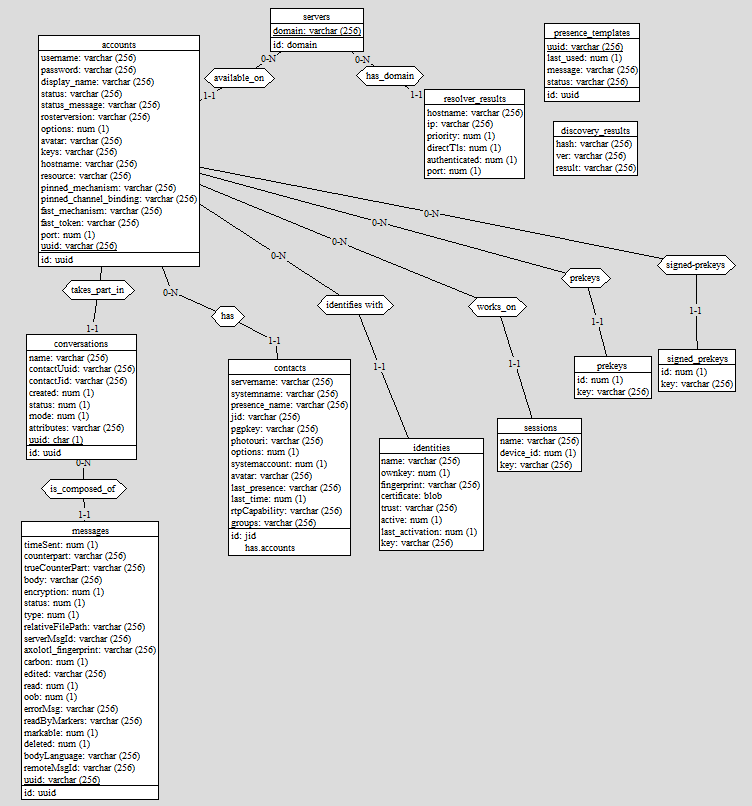 servers
domain: varchar (256)
id: domain
accounts
username: varchar (256)
password: varchar (256)
display_name: varchar (256)
status: varchar (256)
status_message: varchar (256)
rosterversion: varchar (256)
options: num (1)
avatar: varchar (256)
keys: varchar (256)
hostname: varchar (256)
resource: varchar (256)
pinned_mechanism: varchar (256)
pinned_channel_binding: varchar (256)
fast_mechanism: varchar (256)
fast_token: varchar (256)
port: num (1)
uuid: varchar (256)
id: uuid
0-N
available_on
1-1
0-N
has_domain
1-1
resolver_results
hostname: varchar (256)
ip: varchar (256)
priority: num (1)
directTls: num (1)
authenticated: num (1)
port: num (1)
presence_templates
uuid: varchar (256)
last_used: num (1)
message: varchar (256)
status: varchar (256)
id: uuid
discovery_results
hash: varchar (256)
ver: varchar (256)
result: varchar (256)
0-N
0-N
0-N
0-N
signed-prekeys
prekeys
works_on
identifies with
takes_part_in
0-N
has
1-1
1-1
1-1
1-1
1-1
1-1
conversations
name: varchar (256)
contactUuid: varchar (256)
contactJid: varchar (256)
created: num (1)
status: num (1)
mode: num (1)
attributes: varchar (256)
uuid: char (1)
id: uuid
0-N
is_composed_of
1-1
contacts
servername: varchar (256)
systemname: varchar (256)
presence_name: varchar (256)
jid: varchar (256)
pgpkey: varchar (256)
photouri: varchar (256)
options: num (1)
systemaccount: num (1)
avatar: varchar (256)
last_presence: varchar (256)
last_time: num (1)
rtpCapability: varchar (256)
groups: varchar (256)
id: jid
has.accounts
identities
name: varchar (256)
ownkey: num (1)
fingerprint: varchar (256)
certificate: blob
trust: varchar (256)
active: num (1)
last_activation: num (1)
key: varchar (256)
sessions
name: varchar (256)
device_id: num (1)
key: varchar (256)
prekeys
id: num (1)
key: varchar (256)
signed_prekeys
id: num (1)
key: varchar (256)
messages
timeSent: num (1)
counterpart: varchar (256)
trueCounterPart: varchar (256)
body: varchar (256)
encryption: num (1)
status: num (1)
type: num (1)
relativeFilePath: varchar (256)
serverMsgId: varchar (256)
axolotl_fingerprint: varchar (256)
carbon: num (1)
edited: varchar (256)
read: num (1)
oob: num (1)
errorMsg: varchar (256)
readByMarkers: varchar (256)
markable: num (1)
deleted: num (1)
bodyLanguage: varchar (256)
remoteMsgId: varchar (256)
uuid: varchar (256)
id: uuid